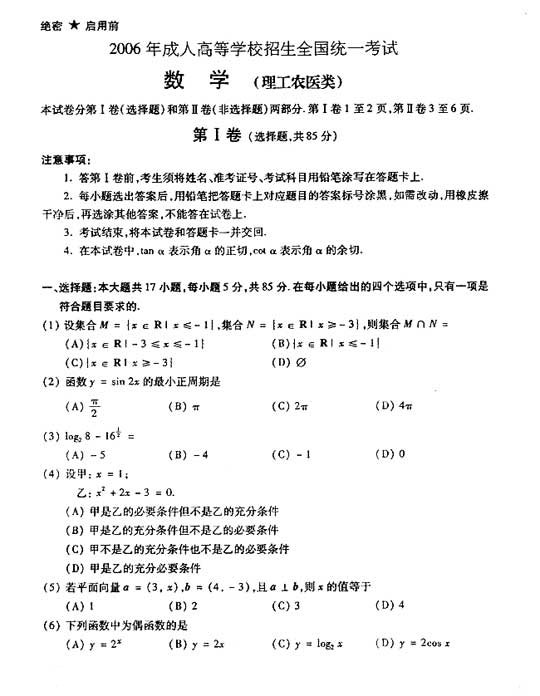 绝密 ★ 启用前
2006 年成人高等学校招生全国统一考试
数 学 (理工农医类)
本试卷分第Ⅰ卷(选择题)和第Ⅱ卷(非选择题)两部分.第Ⅰ卷1至2页,第Ⅱ卷3至6页.
第Ⅰ卷 (选择题,共85分)
注意事项:
1. 答第Ⅰ卷前,考生须将姓名、准考证号、考试科目用铅笔涂写在答题卡上.
2. 每小题选出答案后,用铅笔把答题卡上对应题目的答案标号涂黑,如需改动,用橡皮擦
干净后,再选涂其他答案,不能答在试卷上.
3. 考试结束,将本试卷和答题卡一并交回.
4. 在本试卷中,tan α 表示角 α 的正切,cot α 表示角 α 的余切.
一、选择题:本大题共17小题,每小题5分,共85分.在每小题给出的四个选项中,只有一项是
符合题目要求的.
(1) 设集合 M = {x ∈ R | x ≤ -1},集合 N = {x ∈ R | x ≥ -3},则集合 M ∩ N =
(A) {x ∈ R | -3 ≤ x ≤ -1} (B) {x ∈ R | x ≤ -1}
(C) {x ∈ R | x ≥ -3} (D) ∅
(2) 函数 y = sin 2x 的最小正周期是
(A) π/2 (B) π (C) 2π (D) 4π
(3) log₂ 8 - 16^(1/2) =
(A) -5 (B) -4 (C) -1 (D) 0
(4) 设甲: x = 1;
乙: x² + 2x - 3 = 0.
(A) 甲是乙的必要条件但不是乙的充分条件
(B) 甲是乙的充分条件但不是乙的必要条件
(C) 甲不是乙的充分条件也不是乙的必要条件
(D) 甲是乙的充分必要条件
(5) 若平面向量 a = (3, x), b = (4, -3),且 a ⊥ b,则 x 的值等于
(A) 1 (B) 2 (C) 3 (D) 4
(6) 下列函数中为偶函数的是
(A) y = 2ˣ (B) y = 2x (C) y = log₂ x (D) y = 2cos x